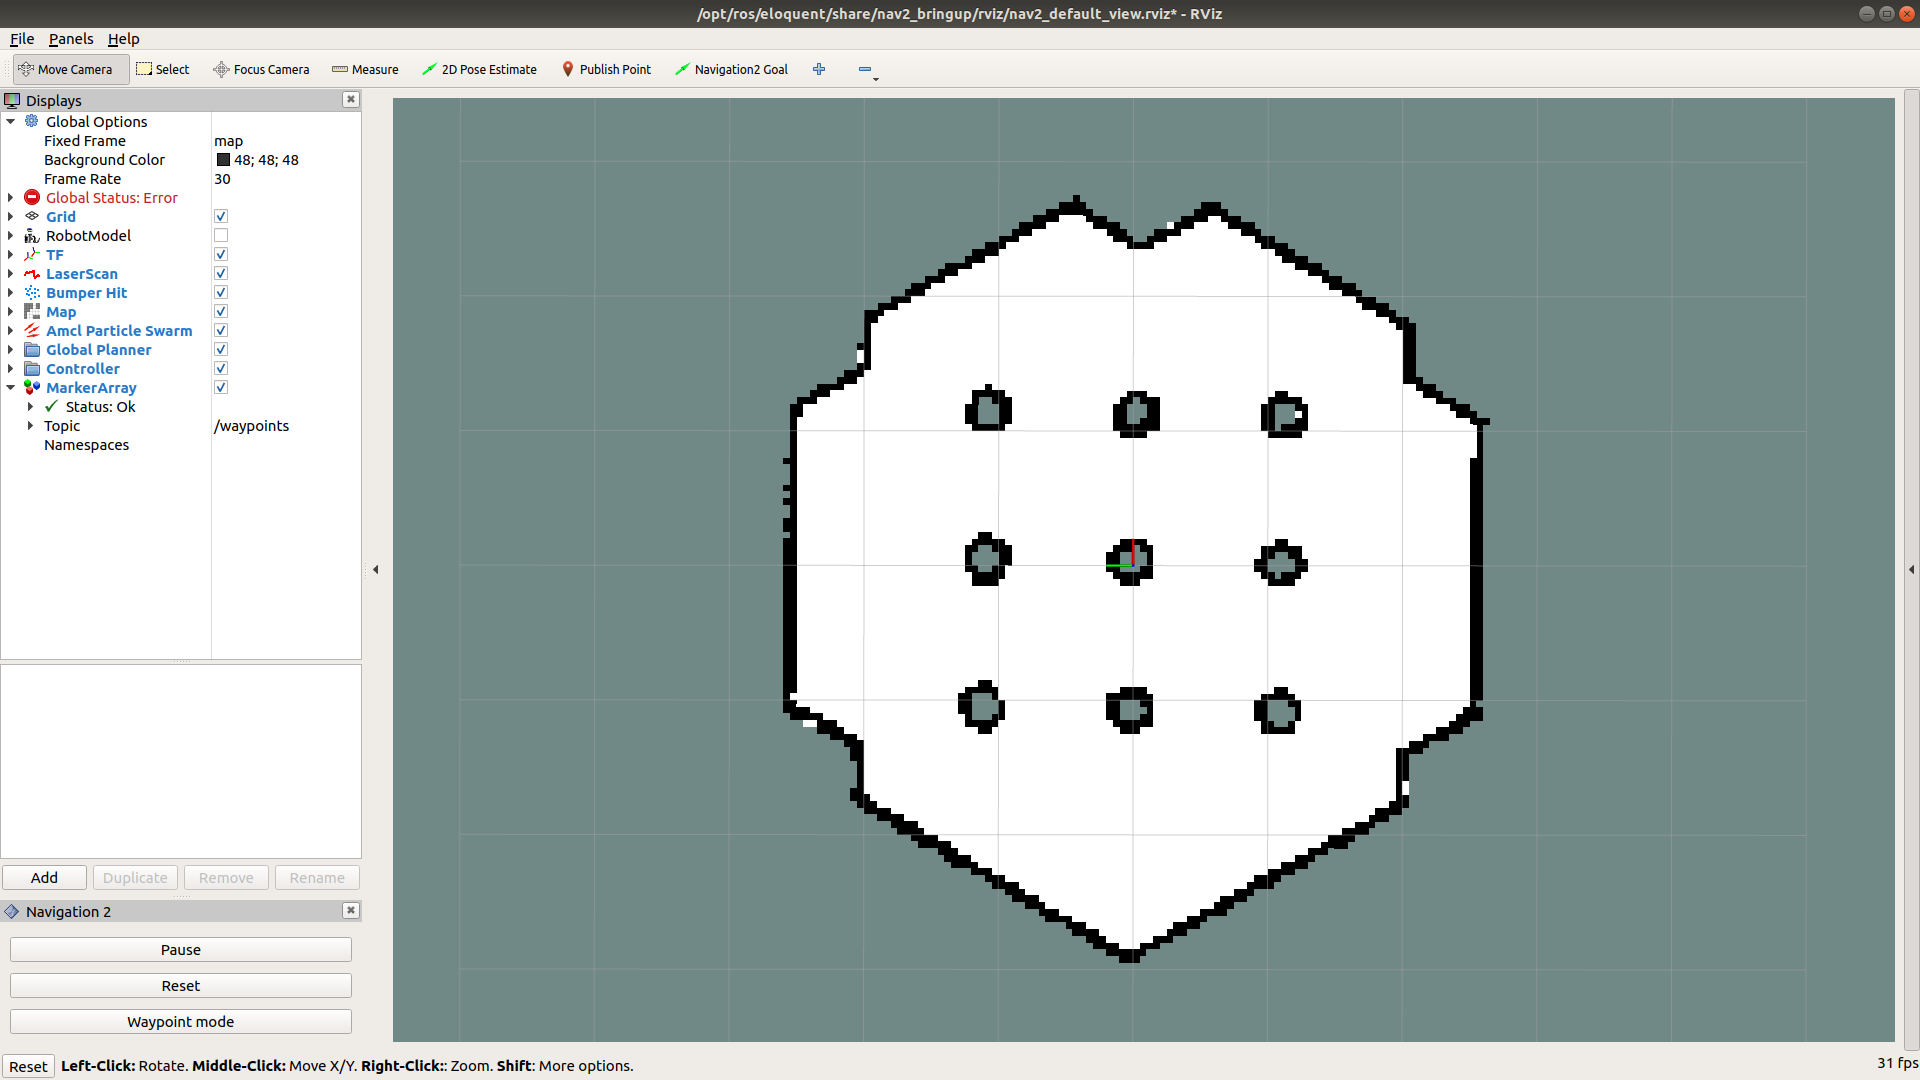 /opt/ros/eloquent/share/nav2_bringup/rviz/nav2_default_view.rviz* - RViz
File Panels Help
Move Camera Select Focus Camera Measure 2D Pose Estimate Publish Point Navigation2 Goal
Displays
Global Options
Fixed Frame map
Background Color 48; 48; 48
Frame Rate 30
Global Status: Error
Grid
RobotModel
TF
LaserScan
Bumper Hit
Map
Amcl Particle Swarm
Global Planner
Controller
MarkerArray
Status: Ok
Topic /waypoints
Namespaces
Add Duplicate Remove Rename
Navigation 2
Pause
Reset
Waypoint mode
Reset Left-Click: Rotate. Middle-Click: Move X/Y. Right-Click:: Zoom. Shift: More options. 31 fps